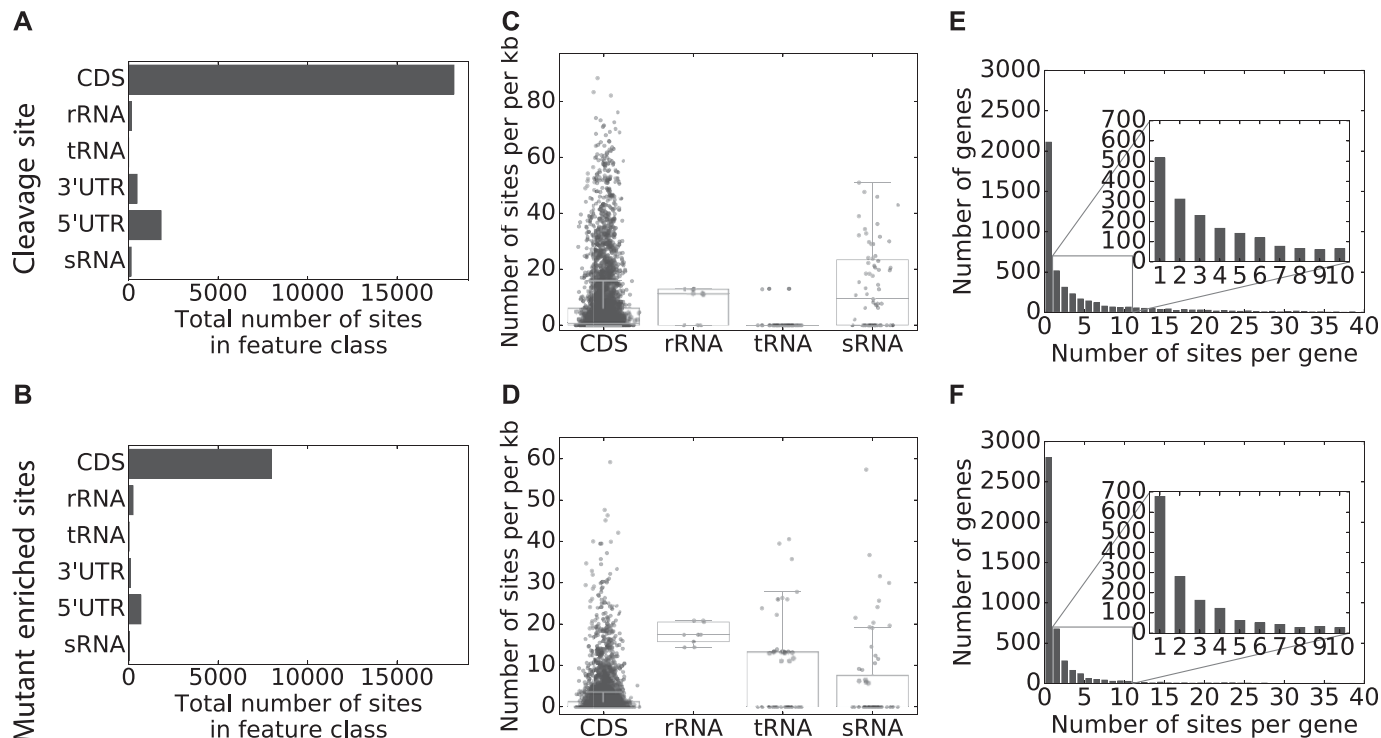 A
Cleavage site
CDS
rRNA
tRNA
3'UTR
5'UTR
sRNA
0 5000 10000 15000
Total number of sites
in feature class
C
Number of sites per per kb
80
60
40
20
0
CDS rRNA tRNA sRNA
E
Number of genes
3000
2500
2000
1500
1000
500
0
0 5 10 15 20 25 30 35 40
Number of sites per gene
700
600
500
400
300
200
100
0
1 2 3 4 5 6 7 8 9 10
B
Mutant enriched sites
CDS
rRNA
tRNA
3'UTR
5'UTR
sRNA
0 5000 10000 15000
Total number of sites
in feature class
D
Number of sites per per kb
60
50
40
30
20
10
0
CDS rRNA tRNA sRNA
F
Number of genes
3000
2500
2000
1500
1000
500
0
0 5 10 15 20 25 30 35 40
Number of sites per gene
700
600
500
400
300
200
100
0
1 2 3 4 5 6 7 8 9 10